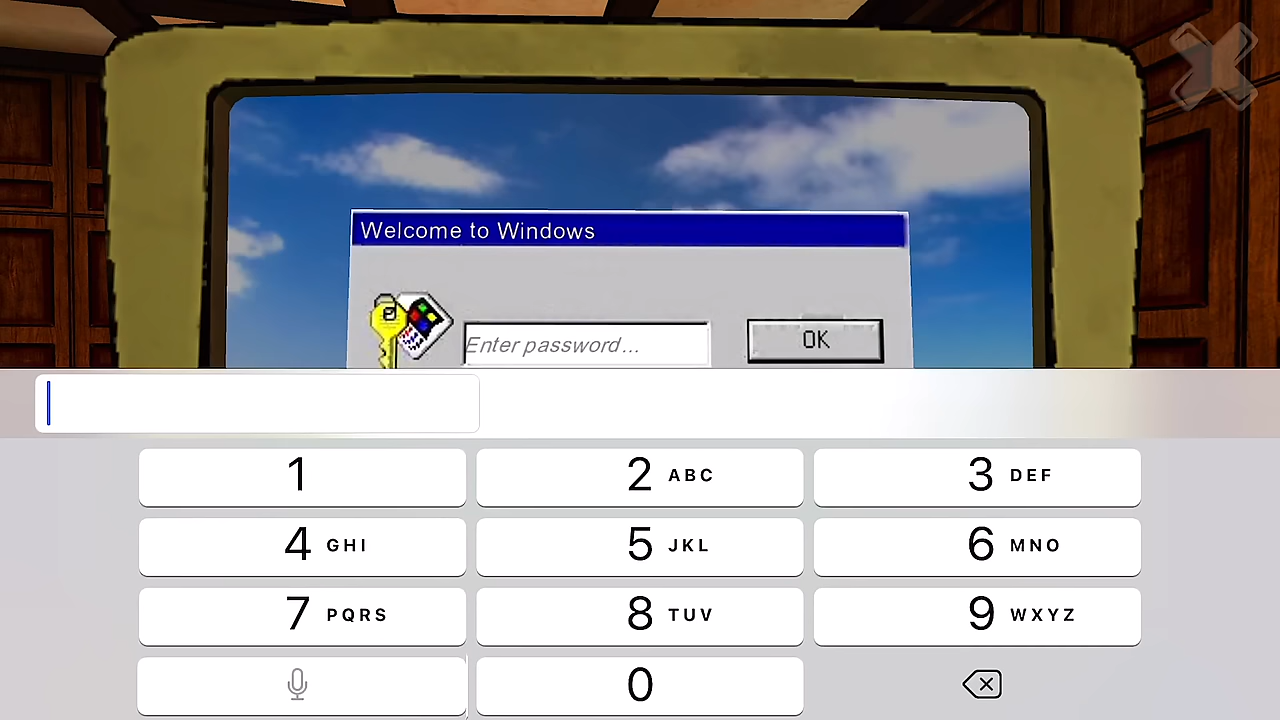 Welcome to Windows
Enter password...
OK
1
2 ABC
3 DEF
4 GHI
5 JKL
6 MNO
7 PQRS
8 TUV
9 WXYZ
0